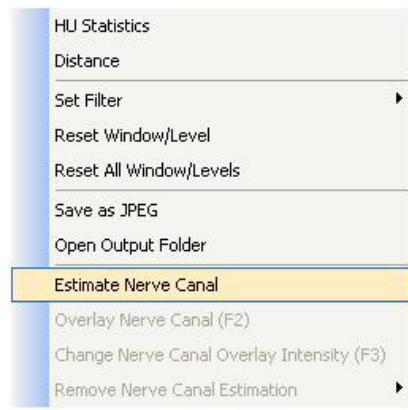 HU Statistics
Distance
Set Filter
Reset Window/Level
Reset All Window/Levels
Save as JPEG
Open Output Folder
Estimate Nerve Canal
Overlay Nerve Canal (F2)
Change Nerve Canal Overlay Intensity (F3)
Remove Nerve Canal Estimation